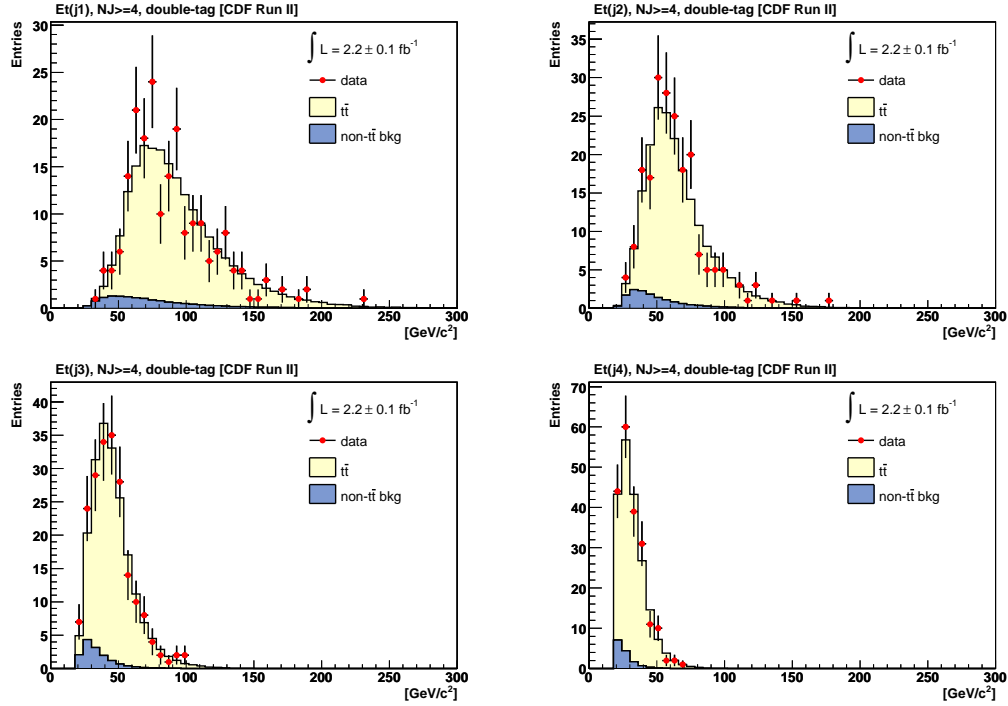 Et(j1), NJ>=4, double-tag [CDF Run II]
Entries
30
25
20
15
10
5
0
∫ L = 2.2 ± 0.1 fb⁻¹
data
tt̄
non-tt̄ bkg
0 50 100 150 200 250 300
[GeV/c²]
Et(j2), NJ>=4, double-tag [CDF Run II]
Entries
35
30
25
20
15
10
5
0
∫ L = 2.2 ± 0.1 fb⁻¹
data
tt̄
non-tt̄ bkg
0 50 100 150 200 250 300
[GeV/c²]
Et(j3), NJ>=4, double-tag [CDF Run II]
Entries
40
35
30
25
20
15
10
5
0
∫ L = 2.2 ± 0.1 fb⁻¹
data
tt̄
non-tt̄ bkg
0 50 100 150 200 250 300
[GeV/c²]
Et(j4), NJ>=4, double-tag [CDF Run II]
Entries
70
60
50
40
30
20
10
0
∫ L = 2.2 ± 0.1 fb⁻¹
data
tt̄
non-tt̄ bkg
0 50 100 150 200 250 300
[GeV/c²]